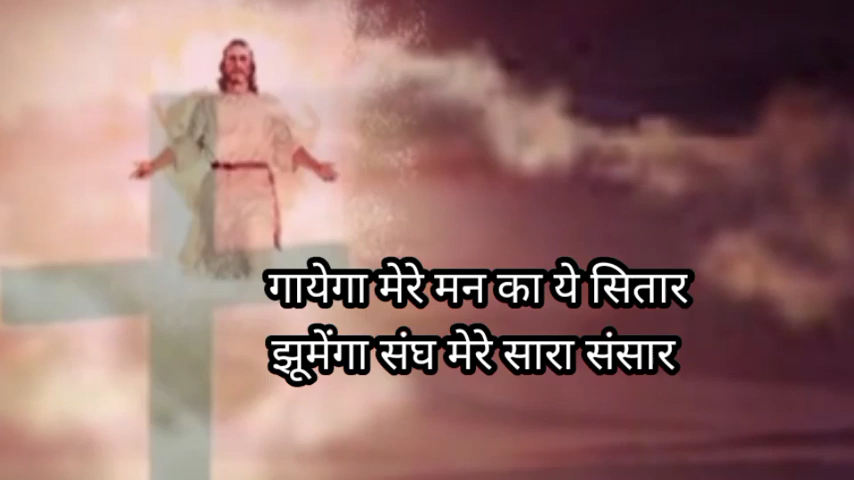 गायेगा मेरे मन का ये सितार
झूमेंगा संघ मेरे सारा संसार